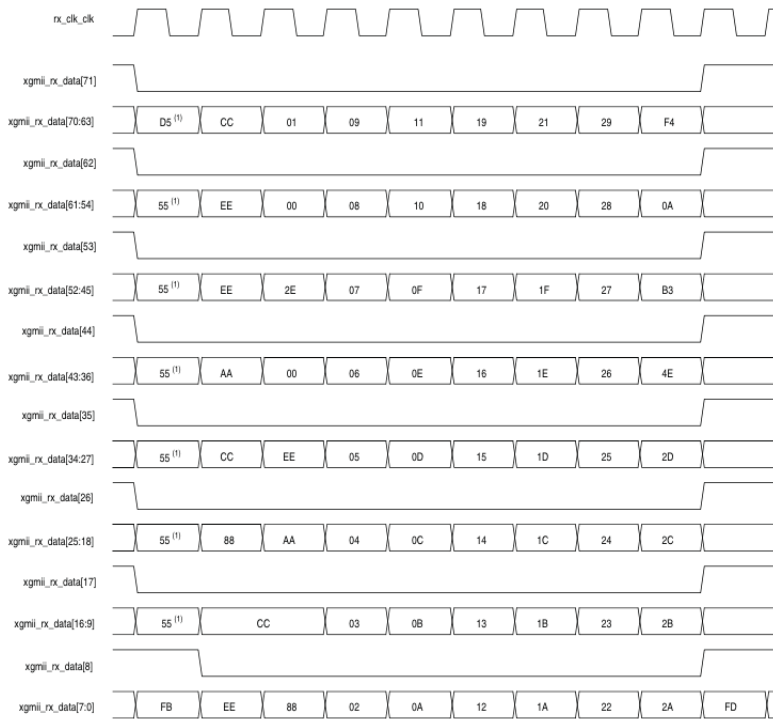 rx_clk_clk
xgmii_rx_data[71]
xgmii_rx_data[70:63] D5 (1) CC 01 09 11 19 21 29 F4
xgmii_rx_data[62]
xgmii_rx_data[61:54] 55 (1) EE 00 08 10 18 20 28 0A
xgmii_rx_data[53]
xgmii_rx_data[52:45] 55 (1) EE 2E 07 0F 17 1F 27 B3
xgmii_rx_data[44]
xgmii_rx_data[43:36] 55 (1) AA 00 06 0E 16 1E 26 4E
xgmii_rx_data[35]
xgmii_rx_data[34:27] 55 (1) CC EE 05 0D 15 1D 25 2D
xgmii_rx_data[26]
xgmii_rx_data[25:18] 55 (1) 88 AA 04 0C 14 1C 24 2C
xgmii_rx_data[17]
xgmii_rx_data[16:9] 55 (1) CC 03 0B 13 1B 23 2B
xgmii_rx_data[8]
xgmii_rx_data[7:0] FB EE 88 02 0A 12 1A 22 2A FD